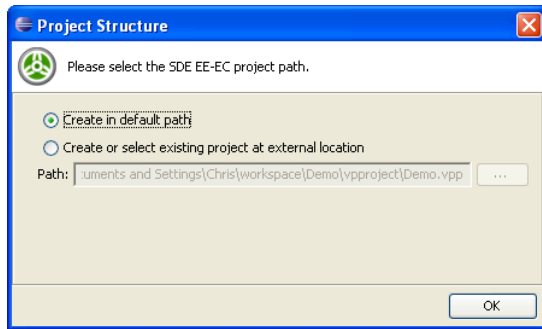 Project Structure
Please select the SDE EE-EC project path.
Create in default path
Create or select existing project at external location
Path: :uments and Settings\Chris\workspace\Demo\vpproject\Demo.vpp ...
OK